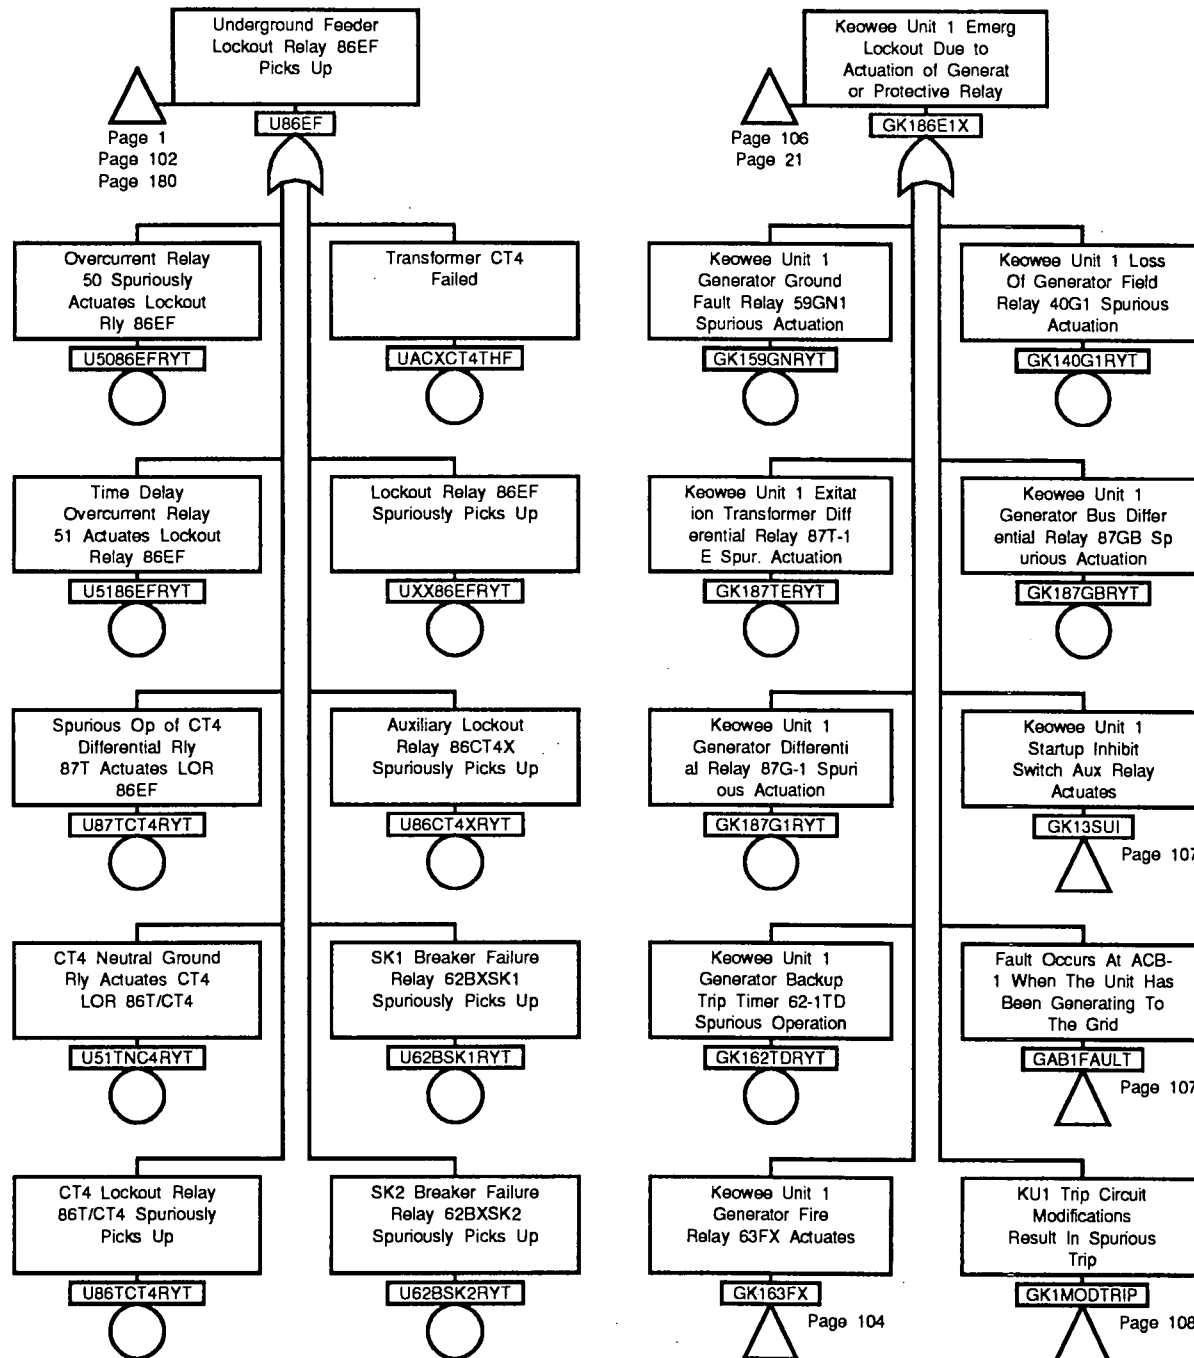 Underground Feeder
Lockout Relay 86EF
Picks Up
U86EF
Page 1
Page 102
Page 180
Overcurrent Relay
50 Spuriously
Actuates Lockout
Rly 86EF
U5086EFRYT
Transformer CT4
Failed
UACXCT4THF
Time Delay
Overcurrent Relay
51 Actuates Lockout
Relay 86EF
U5186EFRYT
Lockout Relay 86EF
Spuriously Picks Up
UXX86EFRYT
Spurious Op of CT4
Differential Rly
87T Actuates LOR
86EF
U87TCT4RYT
Auxiliary Lockout
Relay 86CT4X
Spuriously Picks Up
U86CT4XRYT
CT4 Neutral Ground
Rly Actuates CT4
LOR 86T/CT4
U51TNC4RYT
SK1 Breaker Failure
Relay 62BXSK1
Spuriously Picks Up
U62BSK1RYT
CT4 Lockout Relay
86T/CT4 Spuriously
Picks Up
U86TCT4RYT
SK2 Breaker Failure
Relay 62BXSK2
Spuriously Picks Up
U62BSK2RYT
Keowee Unit 1 Emerg
Lockout Due to
Actuation of Generat
or Protective Relay
GK186E1X
Page 106
Page 21
Keowee Unit 1
Generator Ground
Fault Relay 59GN1
Spurious Actuation
GK159GNRYT
Keowee Unit 1 Loss
Of Generator Field
Relay 40G1 Spurious
Actuation
GK140G1RYT
Keowee Unit 1 Exitat
ion Transformer Diff
erential Relay 87T-1
E Spur. Actuation
GK187TERYT
Keowee Unit 1
Generator Bus Differ
ential Relay 87GB Sp
urious Actuation
GK187GBRYT
Keowee Unit 1
Generator Differenti
al Relay 87G-1 Spuri
ous Actuation
GK187G1RYT
Keowee Unit 1
Startup Inhibit
Switch Aux Relay
Actuates
GK13SUI
Page 107
Keowee Unit 1
Generator Backup
Trip Timer 62-1TD
Spurious Operation
GK162TDRYT
Fault Occurs At ACB-
1 When The Unit Has
Been Generating To
The Grid
GAB1FAULT
Page 107
Keowee Unit 1
Generator Fire
Relay 63FX Actuates
GK163FX
Page 104
KU1 Trip Circuit
Modifications
Result In Spurious
Trip
GK1MODTRIP
Page 108